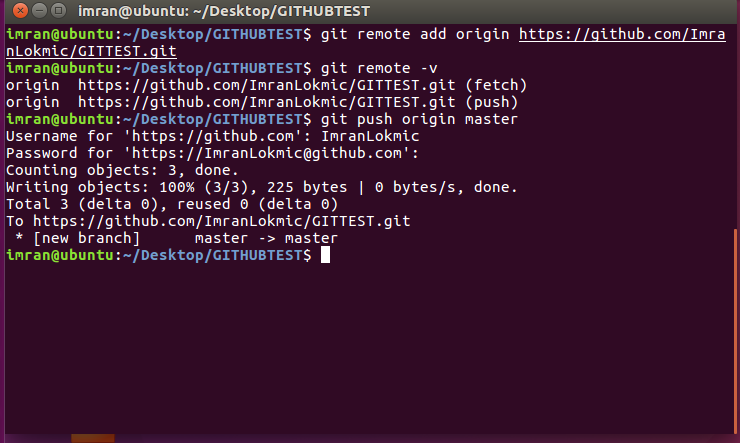 imran@ubuntu: ~/Desktop/GITHUBTEST
imran@ubuntu:~/Desktop/GITHUBTEST$ git remote add origin https://github.com/Imra
nLokmic/GITTEST.git
imran@ubuntu:~/Desktop/GITHUBTEST$ git remote -v
origin  https://github.com/ImranLokmic/GITTEST.git (fetch)
origin  https://github.com/ImranLokmic/GITTEST.git (push)
imran@ubuntu:~/Desktop/GITHUBTEST$ git push origin master
Username for 'https://github.com': ImranLokmic
Password for 'https://ImranLokmic@github.com':
Counting objects: 3, done.
Writing objects: 100% (3/3), 225 bytes | 0 bytes/s, done.
Total 3 (delta 0), reused 0 (delta 0)
To https://github.com/ImranLokmic/GITTEST.git
 * [new branch]      master -> master
imran@ubuntu:~/Desktop/GITHUBTEST$